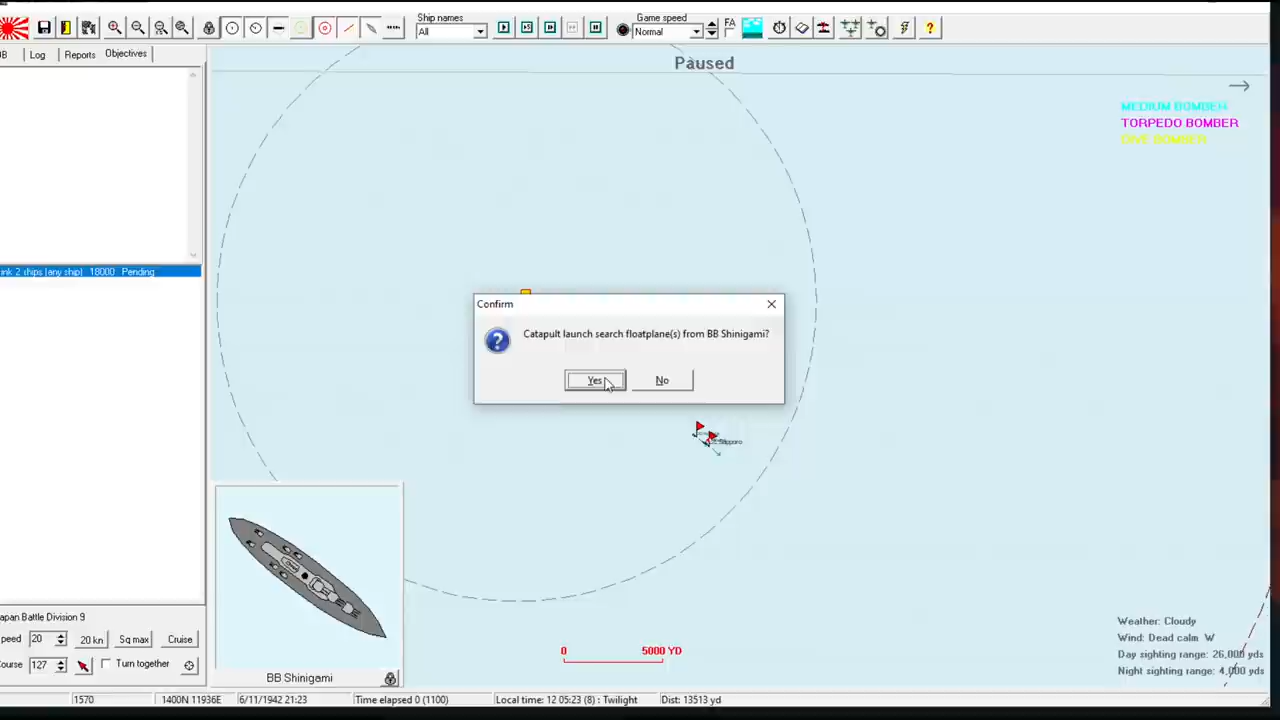 Ship names
All
Game speed
Normal
FA
Log
Reports
Objectives
Paused
MEDIUM BOMBER
TORPEDO BOMBER
DIVE BOMBER
ink 2 ships (any ship) 18000 Pending
Confirm
Catapult launch search floatplane(s) from BB Shinigami?
Yes
No
BB Shinigami
apan Battle Division 9
peed 20
20 kn
Sq max
Cruise
ourse 127
Turn together
0 5000 YD
Weather: Cloudy
Wind: Dead calm W
Day sighting range: 26,000 yds
Night sighting range: 4,000 yds
1570
1400N 11936E
6/11/1942 21:23
Time elapsed 0 (1100)
Local time: 12 05:23 (8) : Twilight
Dist: 13513 yd